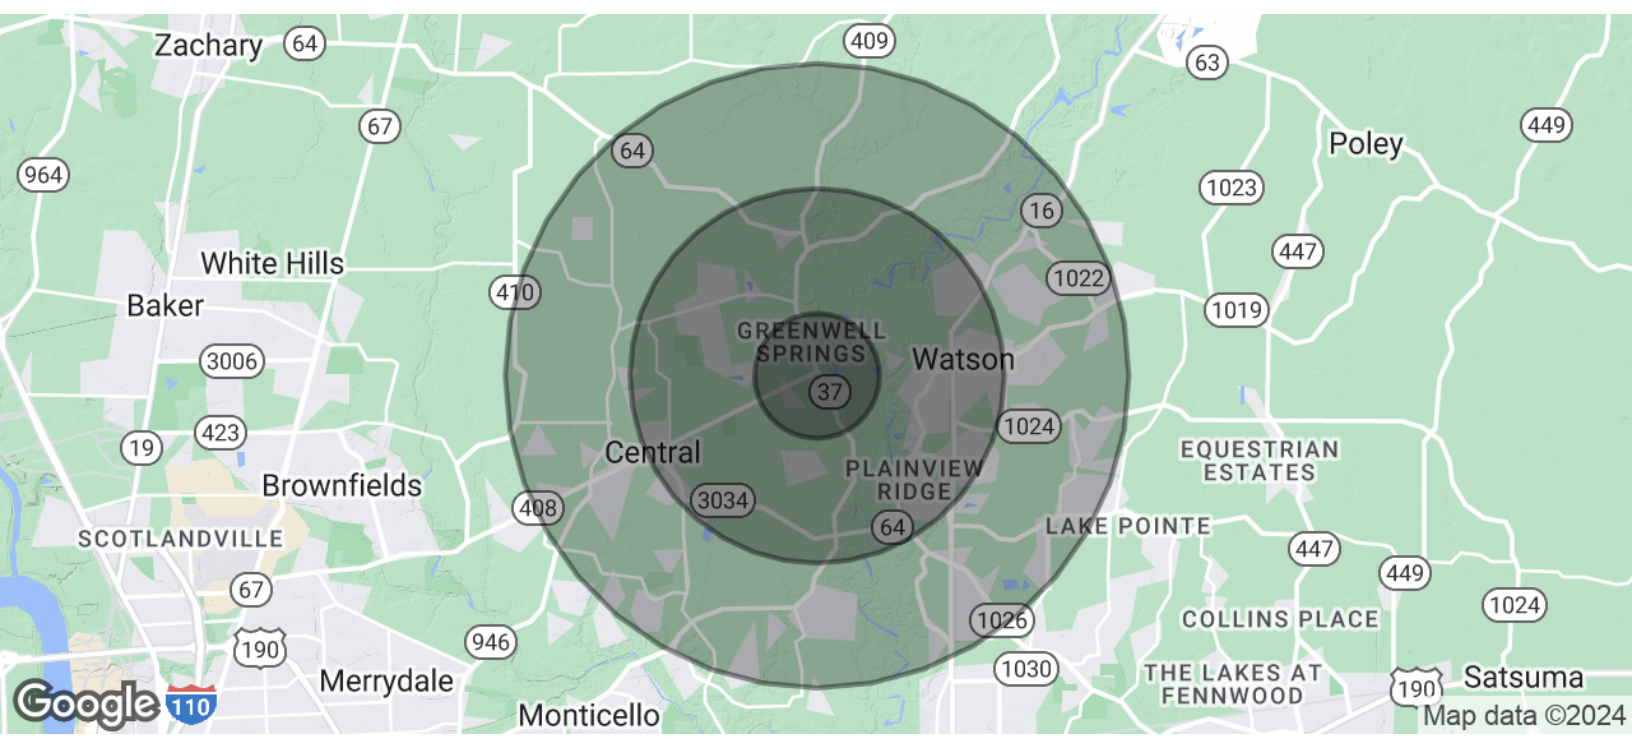 Zachary
64
409
63
67
64
Poley
449
964
1023
16
447
White Hills
1022
410
Baker
1019
GREENWELL
SPRINGS
Watson
3006
37
1024
423
19
Central
EQUESTRIAN
ESTATES
PLAINVIEW
RIDGE
Brownfields
3034
408
64
LAKE POINTE
SCOTLANDVILLE
447
449
67
1024
1026
COLLINS PLACE
946
190
1030
Merrydale
THE LAKES AT
FENNWOOD
190
Satsuma
Google
110
Monticello
Map data ©2024